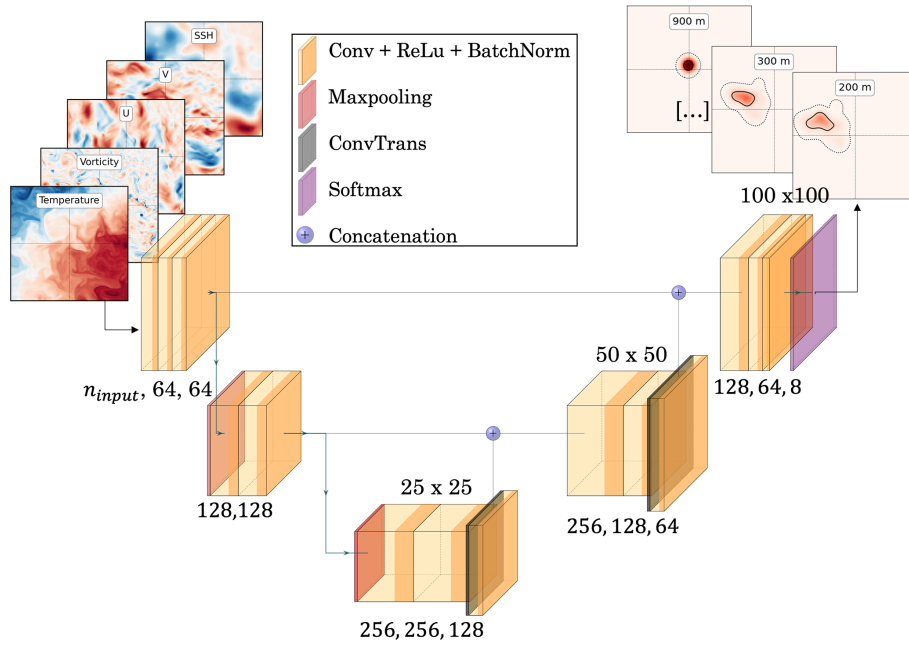 SSH
V
U
Vorticity
Temperature
Conv + ReLu + BatchNorm
Maxpooling
ConvTrans
Softmax
+ Concatenation
900 m
300 m
200 m
[...]
100 x100
+
n_input, 64, 64
50 x 50
128, 64, 8
+
128,128
25 x 25
256, 128, 64
256, 256, 128